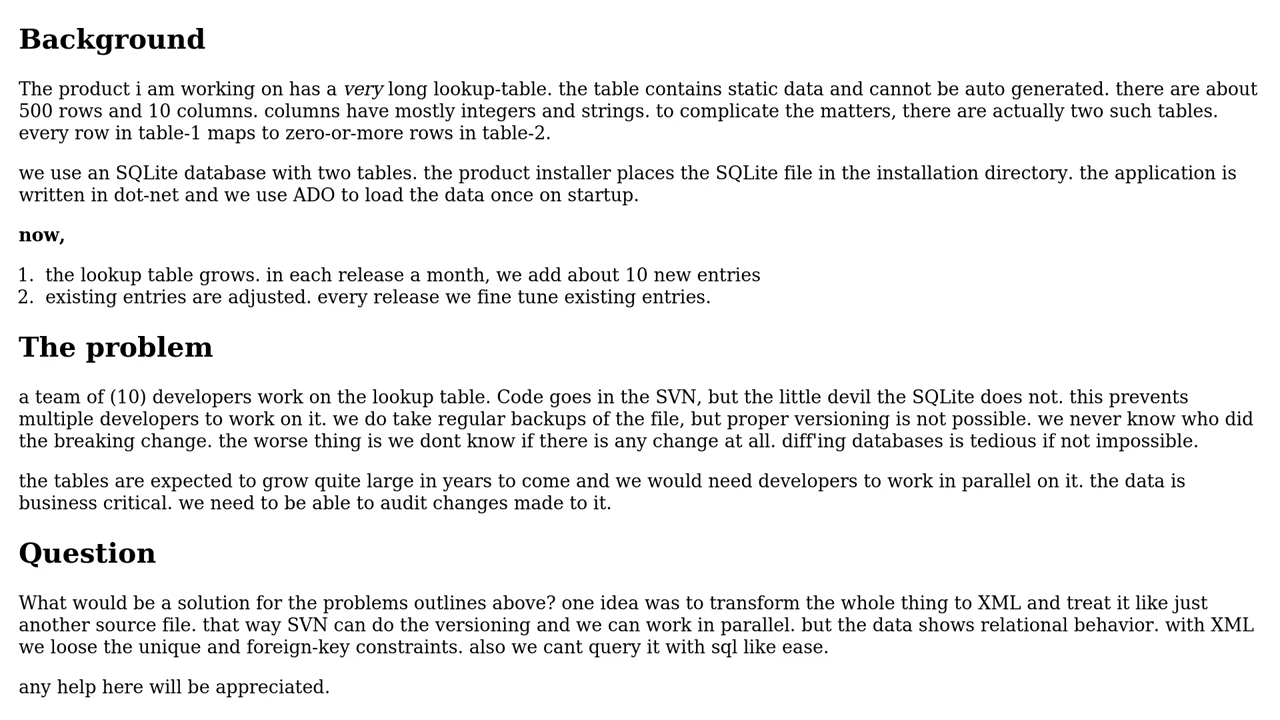 Background
The product i am working on has a very long lookup-table. the table contains static data and cannot be auto generated. there are about
500 rows and 10 columns. columns have mostly integers and strings. to complicate the matters, there are actually two such tables.
every row in table-1 maps to zero-or-more rows in table-2.
we use an SQLite database with two tables. the product installer places the SQLite file in the installation directory. the application is
written in dot-net and we use ADO to load the data once on startup.
now,
1. the lookup table grows. in each release a month, we add about 10 new entries
2. existing entries are adjusted. every release we fine tune existing entries.
The problem
a team of (10) developers work on the lookup table. Code goes in the SVN, but the little devil the SQLite does not. this prevents
multiple developers to work on it. we do take regular backups of the file, but proper versioning is not possible. we never know who did
the breaking change. the worse thing is we dont know if there is any change at all. diff'ing databases is tedious if not impossible.
the tables are expected to grow quite large in years to come and we would need developers to work in parallel on it. the data is
business critical. we need to be able to audit changes made to it.
Question
What would be a solution for the problems outlines above? one idea was to transform the whole thing to XML and treat it like just
another source file. that way SVN can do the versioning and we can work in parallel. but the data shows relational behavior. with XML
we loose the unique and foreign-key constraints. also we cant query it with sql like ease.
any help here will be appreciated.